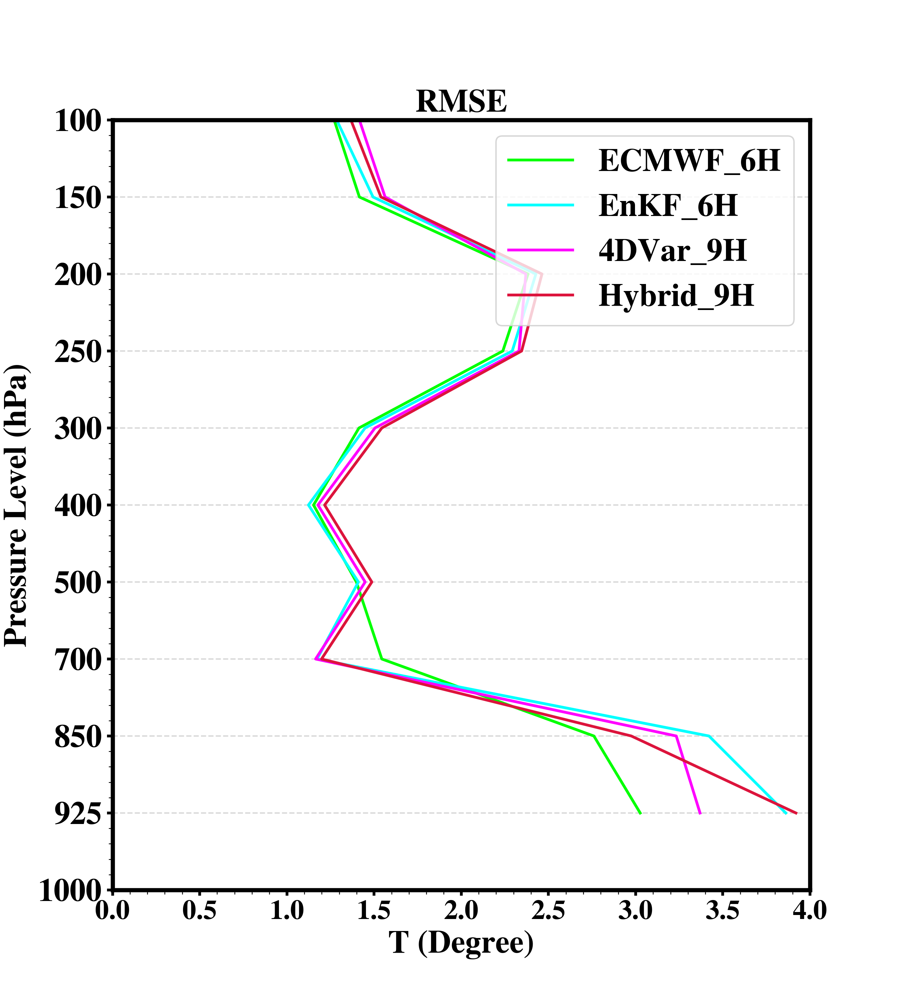 RMSE
100
150
200
250
300
400
500
700
850
925
1000
Pressure Level (hPa)
ECMWF_6H
EnKF_6H
4DVar_9H
Hybrid_9H
0.0 0.5 1.0 1.5 2.0 2.5 3.0 3.5 4.0
T (Degree)